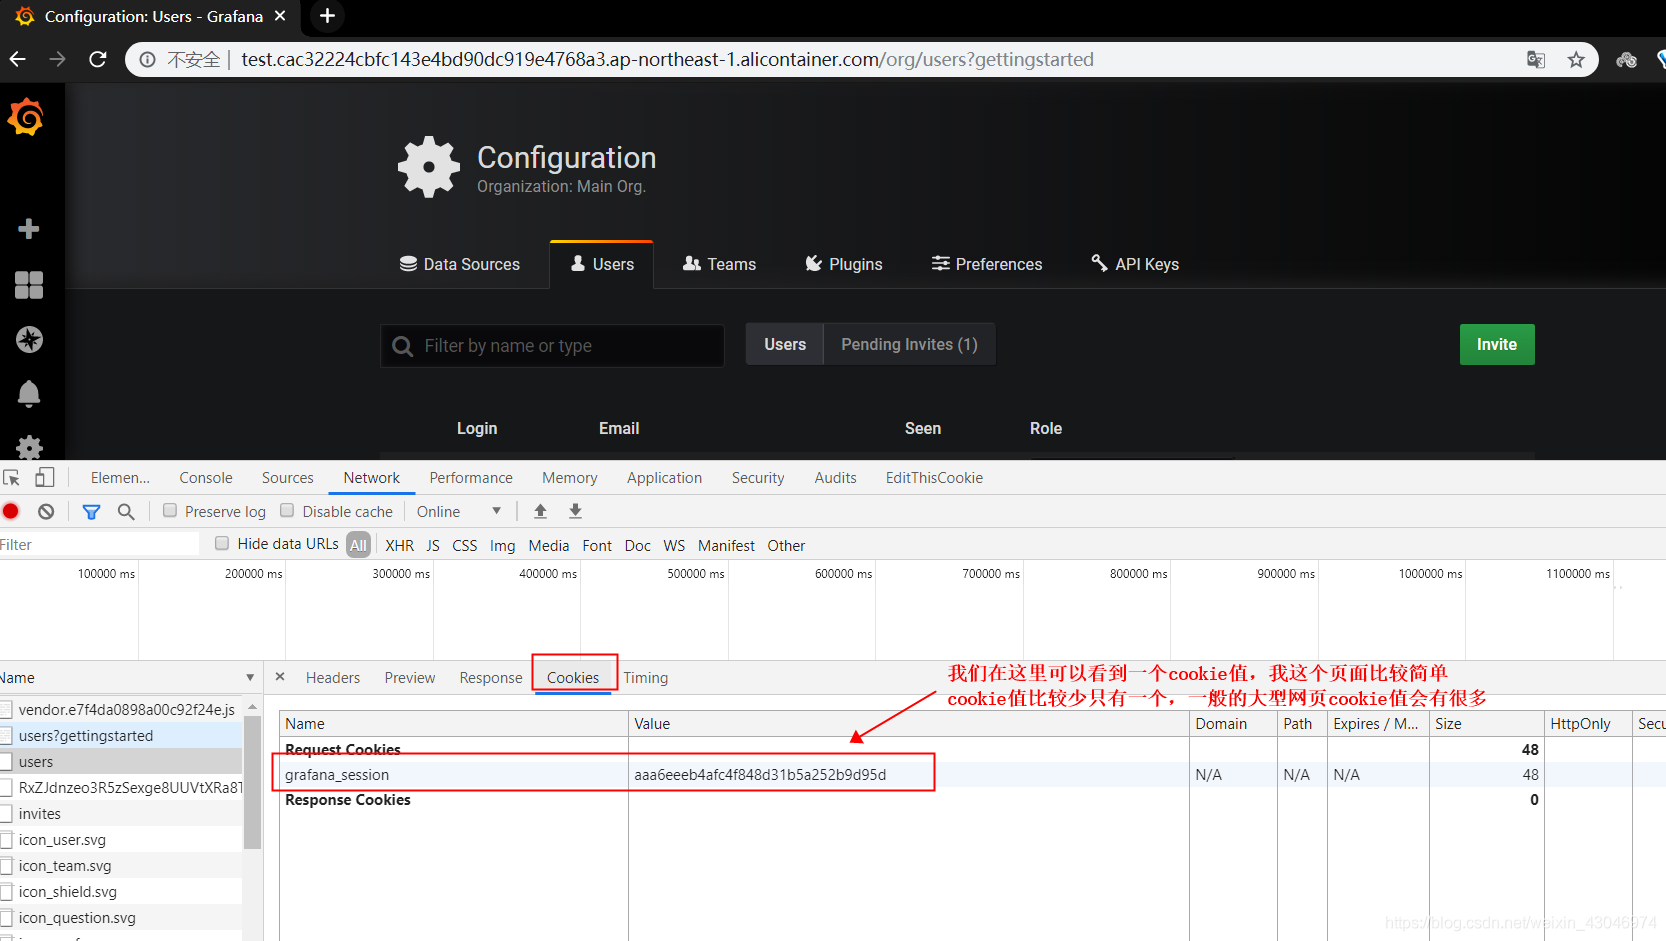 Configuration: Users - Grafana
不安全 | test.cac32224cbfc143e4bd90dc919e4768a3.ap-northeast-1.alicontainer.com/org/users?gettingstarted
Configuration
Organization: Main Org.
Data Sources Users Teams Plugins Preferences API Keys
Filter by name or type Users Pending Invites (1) Invite
Login Email Seen Role
Elemen... Console Sources Network Performance Memory Application Security Audits EditThisCookie
Preserve log Disable cache Online
Filter Hide data URLs All XHR JS CSS Img Media Font Doc WS Manifest Other
100000 ms 200000 ms 300000 ms 400000 ms 500000 ms 600000 ms 700000 ms 800000 ms 900000 ms 1000000 ms 1100000 ms
我们在这里可以看到一个cookie值，我这个页面比较简单
cookie值比较少只有一个，一般的大型网页cookie值会有很多
Name
vendor.e7f4da0898a00c92f24e.js
users?gettingstarted
users
RxZJdnzeo3R5zSexge8UUVtXRa8T
invites
icon_user.svg
icon_team.svg
icon_shield.svg
icon_question.svg
Headers Preview Response Cookies Timing
Name Value Domain Path Expires / M... Size HttpOnly Secu
Request Cookies 48
grafana_session aaa6eeeb4afc4f848d31b5a252b9d95d N/A N/A N/A 48
Response Cookies 0
https://blog.csdn.net/weixin_43046974